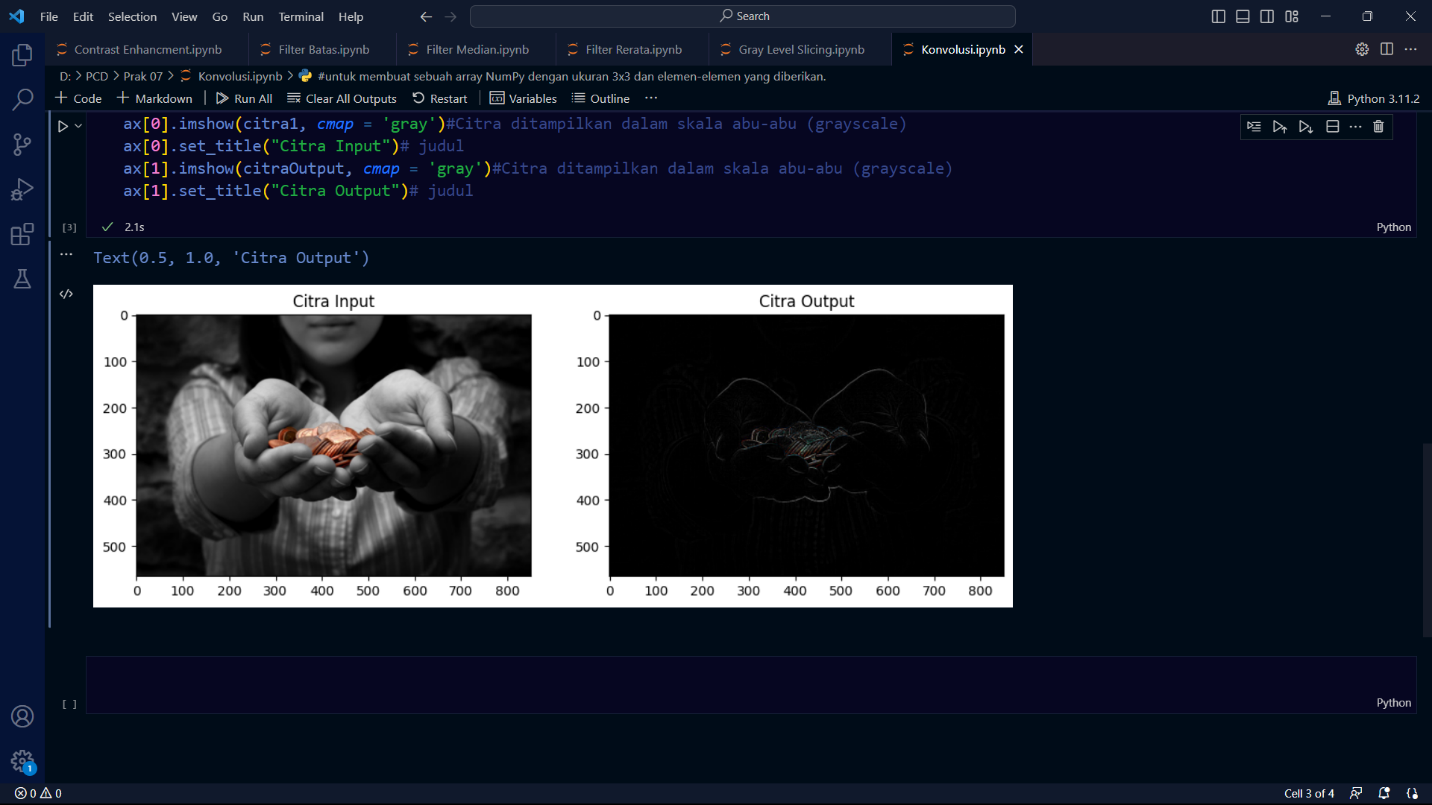 File Edit Selection View Go Run Terminal Help Search
Contrast Enhancment.ipynb Filter Batas.ipynb Filter Median.ipynb Filter Rerata.ipynb Gray Level Slicing.ipynb Konvolusi.ipynb
D: > PCD > Prak 07 > Konvolusi.ipynb > #untuk membuat sebuah array NumPy dengan ukuran 3x3 dan elemen-elemen yang diberikan.
+ Code + Markdown Run All Clear All Outputs Restart Variables Outline ... Python 3.11.2
ax[0].imshow(citra1, cmap = 'gray')#Citra ditampilkan dalam skala abu-abu (grayscale)
ax[0].set_title("Citra Input")# judul
ax[1].imshow(citraOutput, cmap = 'gray')#Citra ditampilkan dalam skala abu-abu (grayscale)
ax[1].set_title("Citra Output")# judul
[3] 2.1s Python
Text(0.5, 1.0, 'Citra Output')
Citra Input Citra Output
0 0
100 100
200 200
300 300
400 400
500 500
0 100 200 300 400 500 600 700 800 0 100 200 300 400 500 600 700 800
[ ] Python
1
0 0 Cell 3 of 4